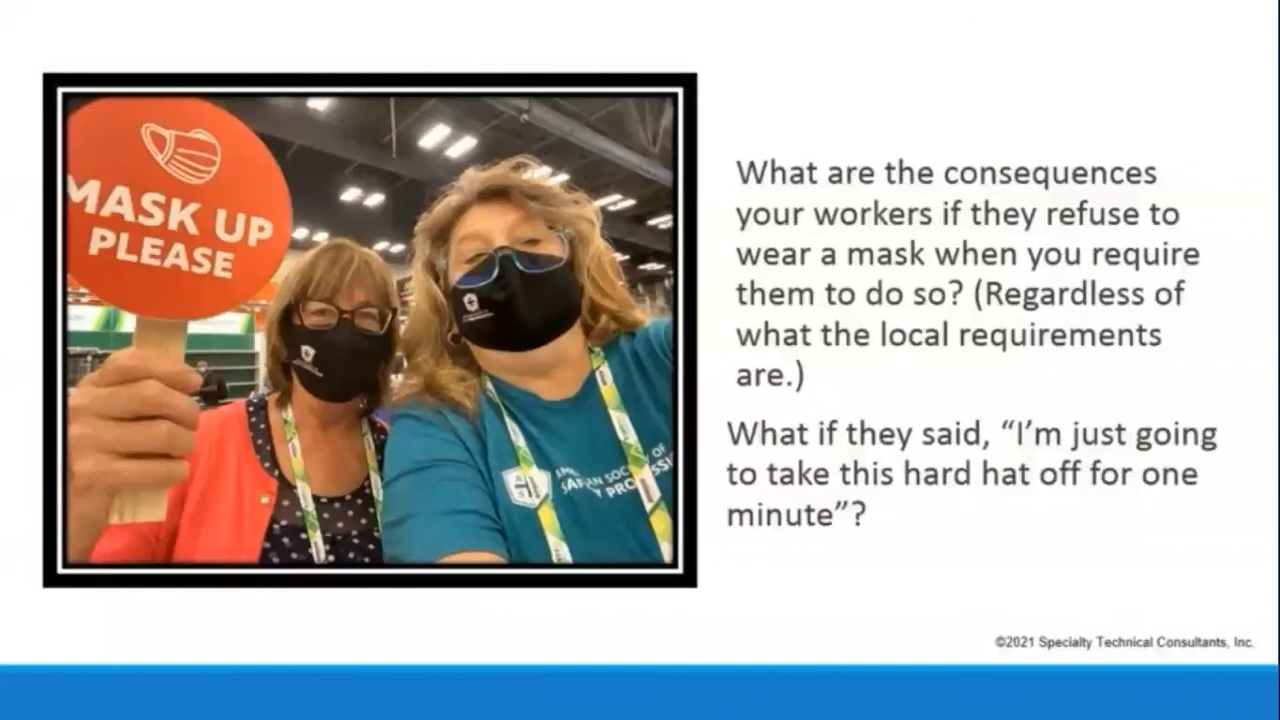 MASK UP
PLEASE
What are the consequences
your workers if they refuse to
wear a mask when you require
them to do so? (Regardless of
what the local requirements
are.)
What if they said, “I’m just going
to take this hard hat off for one
minute”?
©2021 Specialty Technical Consultants, Inc.